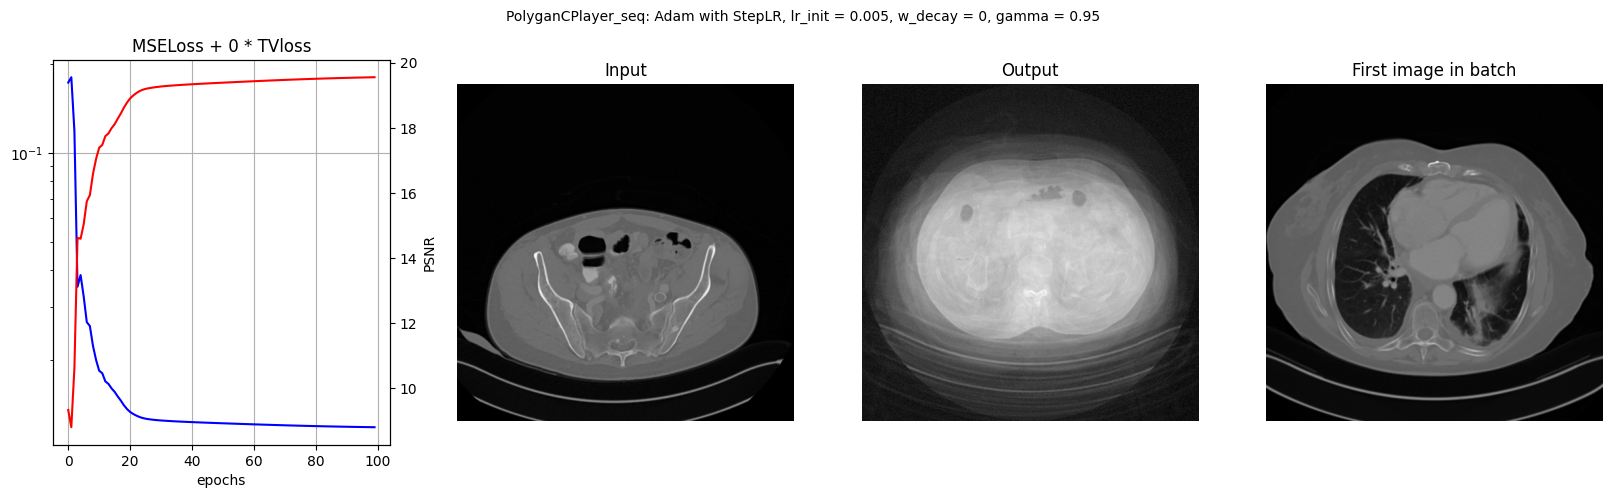 PolyganCPlayer_seq: Adam with StepLR, lr_init = 0.005, w_decay = 0, gamma = 0.95
MSELoss + 0 * TVloss
Input
Output
First image in batch
10⁻¹
20
18
16
14
12
10
PSNR
0 20 40 60 80 100
epochs